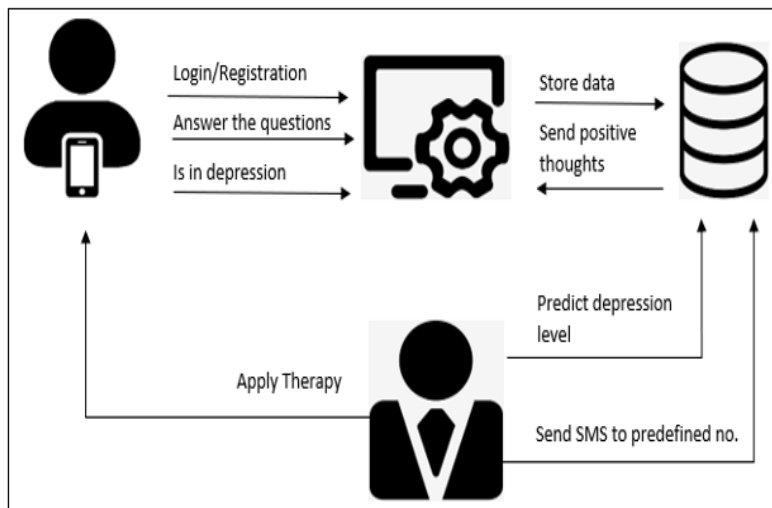 Login/Registration
Answer the questions
Is in depression
Store data
Send positive
thoughts
Predict depression
level
Apply Therapy
Send SMS to predefined no.